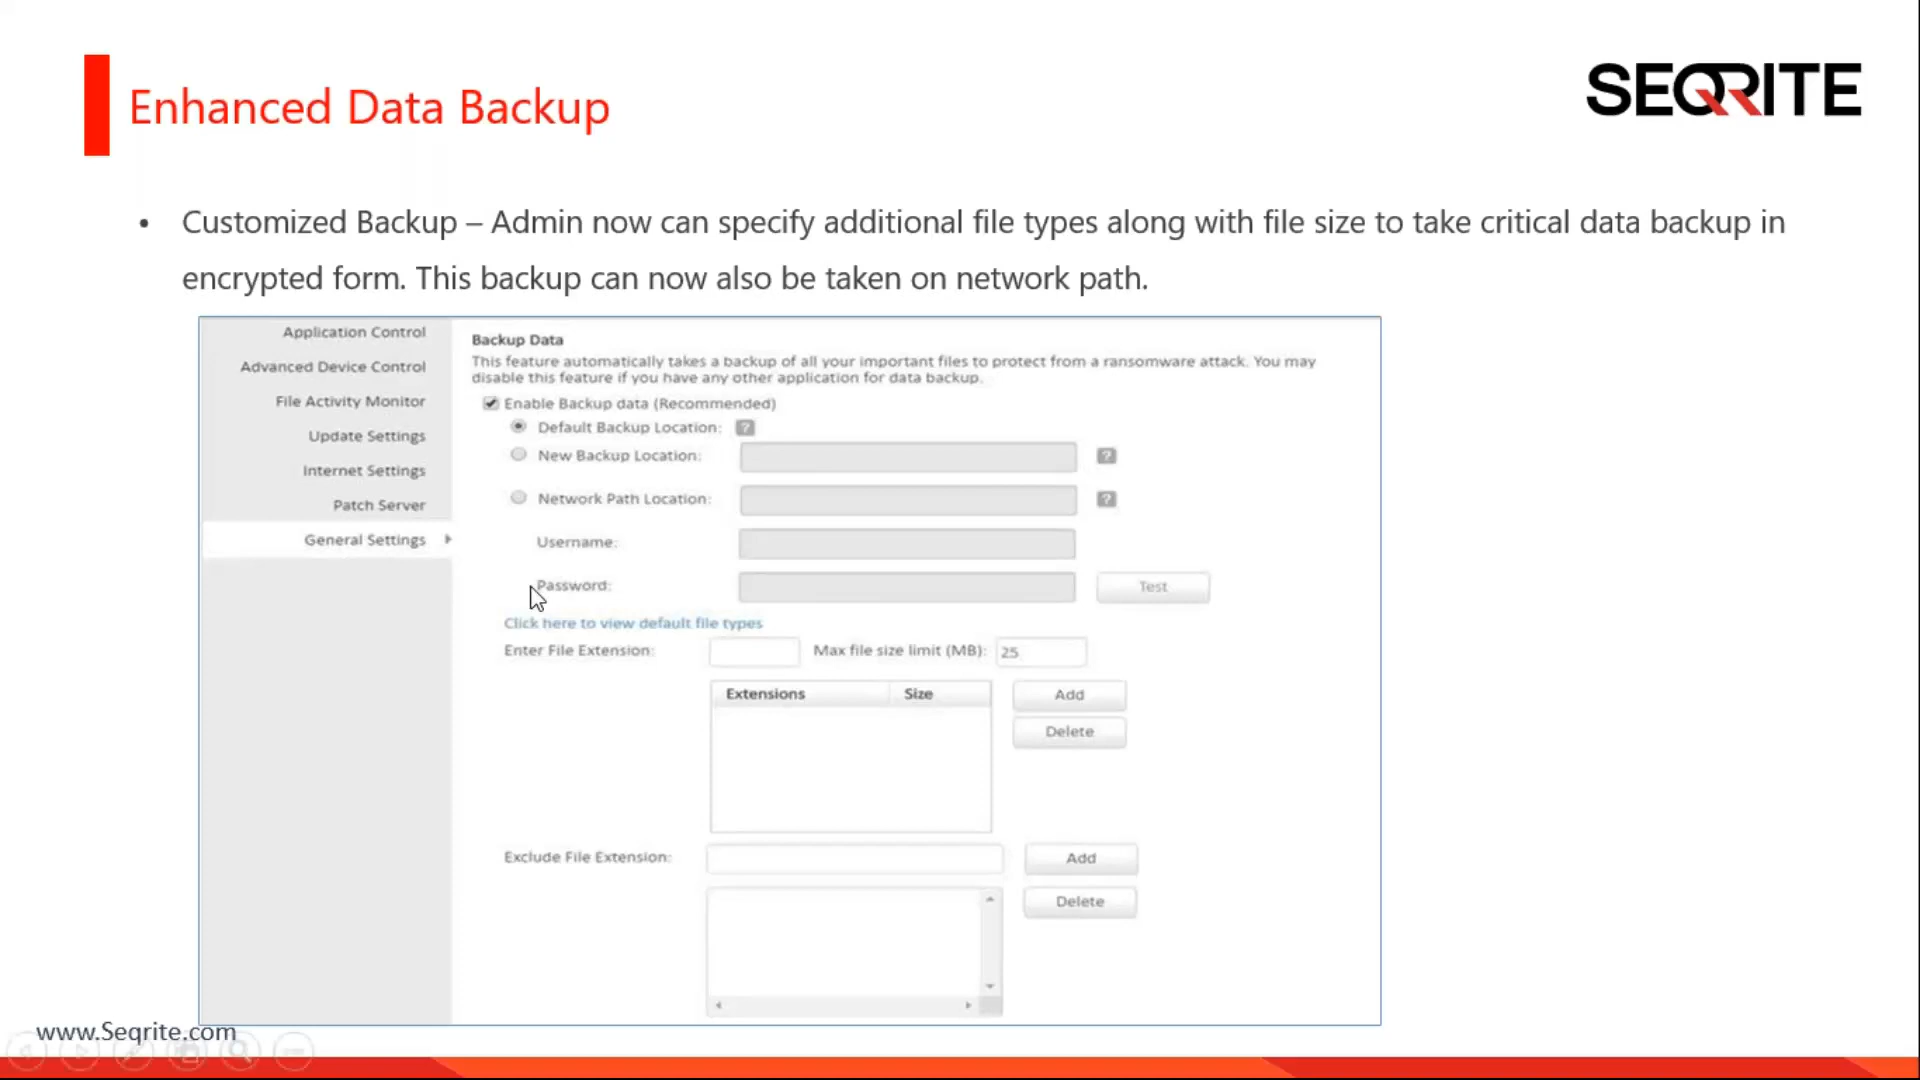 Enhanced Data Backup
SEQRITE
• Customized Backup – Admin now can specify additional file types along with file size to take critical data backup in
encrypted form. This backup can now also be taken on network path.
Application Control
Advanced Device Control
File Activity Monitor
Update Settings
Internet Settings
Patch Server
General Settings
Backup Data
This feature automatically takes a backup of all your important files to protect from a ransomware attack. You may
disable this feature if you have any other application for data backup.
Enable Backup data (Recommended)
Default Backup Location: ?
New Backup Location: ?
Network Path Location: ?
Username:
Password: Test
Click here to view default file types
Enter File Extension: Max file size limit (MB): 25
Extensions Size Add
Delete
Exclude File Extension: Add
Delete
www.Seqrite.com